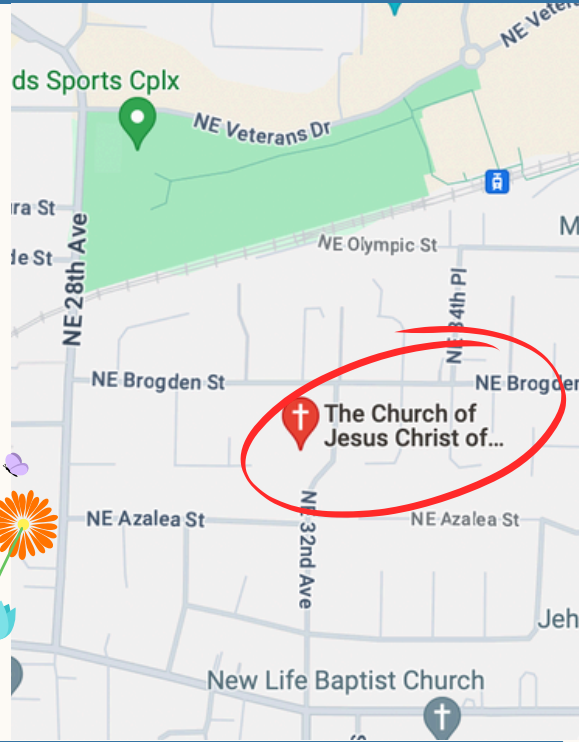 NE Veter
ds Sports Cplx
NE Veterans Dr
ra St
de St
NE 28th Ave
NE Olympic St
M
NE 34th Pl
NE Brogden St
NE Brogden
The Church of
Jesus Christ of...
NE Azalea St
NE 32nd Ave
NE Azalea St
Jeh
New Life Baptist Church
S